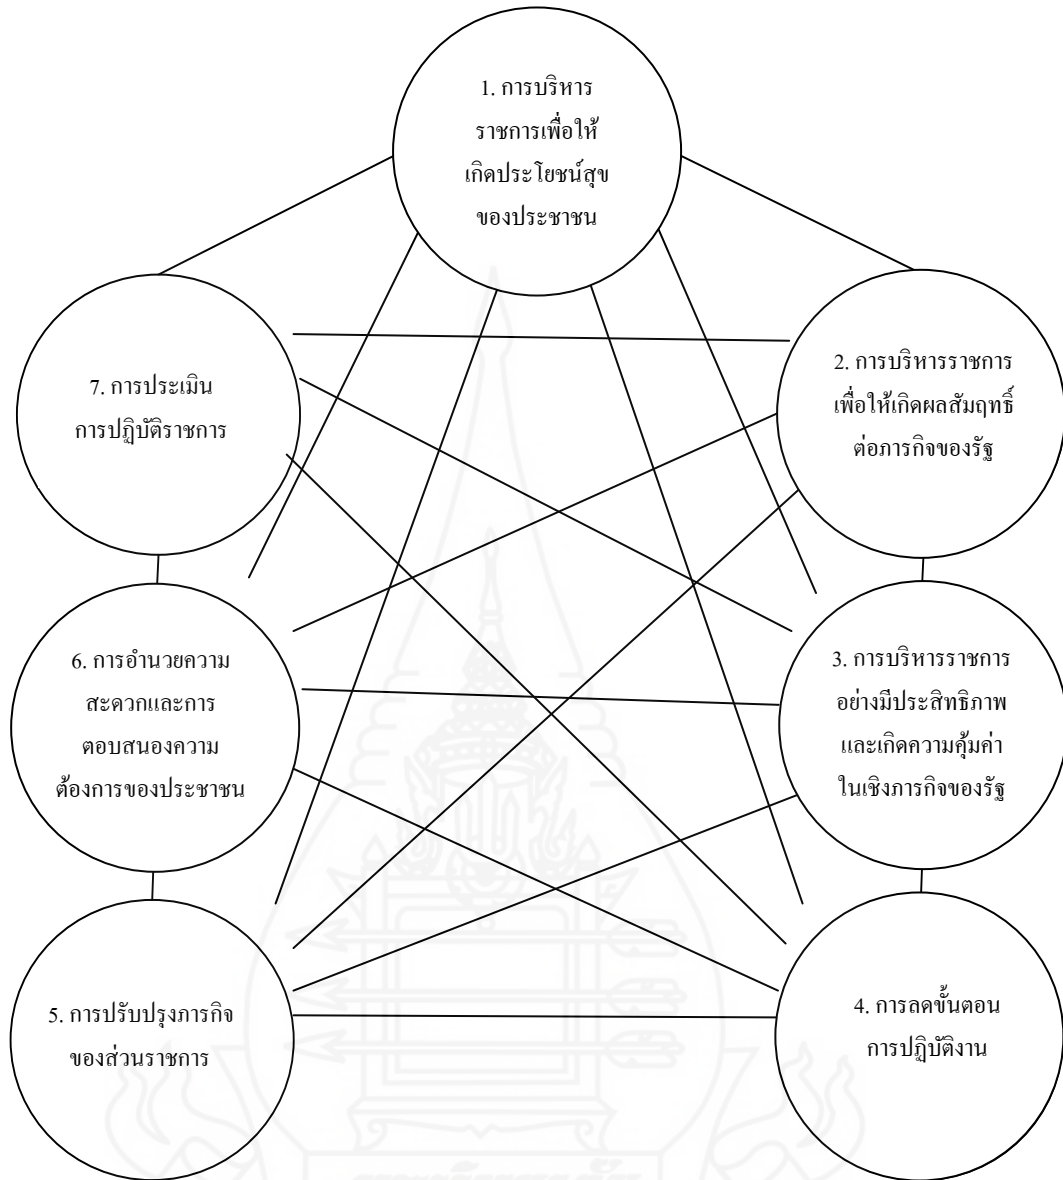 1. การบริหาร
ราชการเพื่อให้
เกิดประโยชน์สุข
ของประชาชน
2. การบริหารราชการ
เพื่อให้เกิดผลสัมฤทธิ์
ต่อภารกิจของรัฐ
3. การบริหารราชการ
อย่างมีประสิทธิภาพ
และเกิดความคุ้มค่า
ในเชิงภารกิจของรัฐ
4. การลดขั้นตอน
การปฏิบัติงาน
5. การปรับปรุงภารกิจ
ของส่วนราชการ
6. การอำนวยความ
สะดวกและการ
ตอบสนองความ
ต้องการของประชาชน
7. การประเมิน
การปฏิบัติราชการ